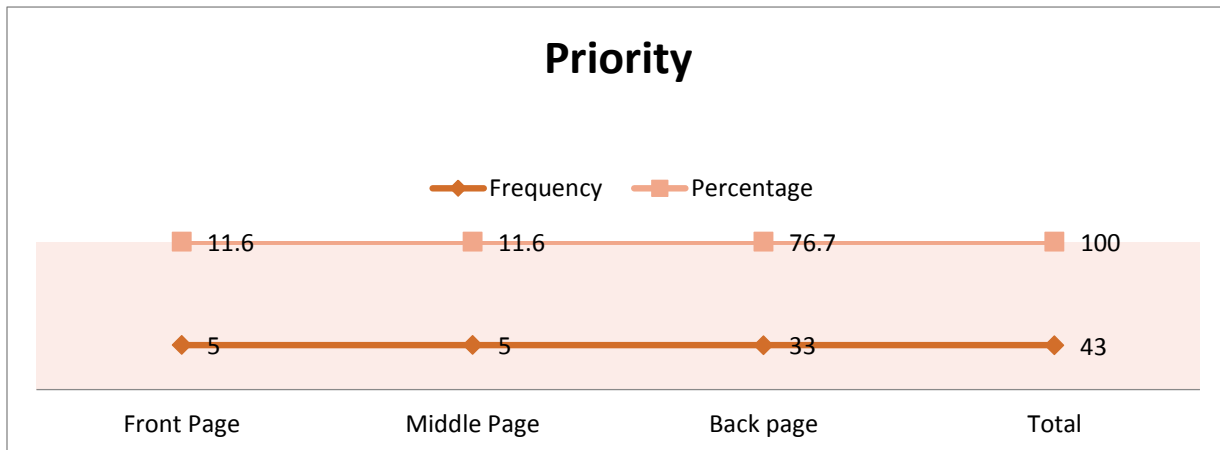 Priority
Frequency Percentage
11.6 11.6 76.7 100
5 5 33 43
Front Page Middle Page Back page Total